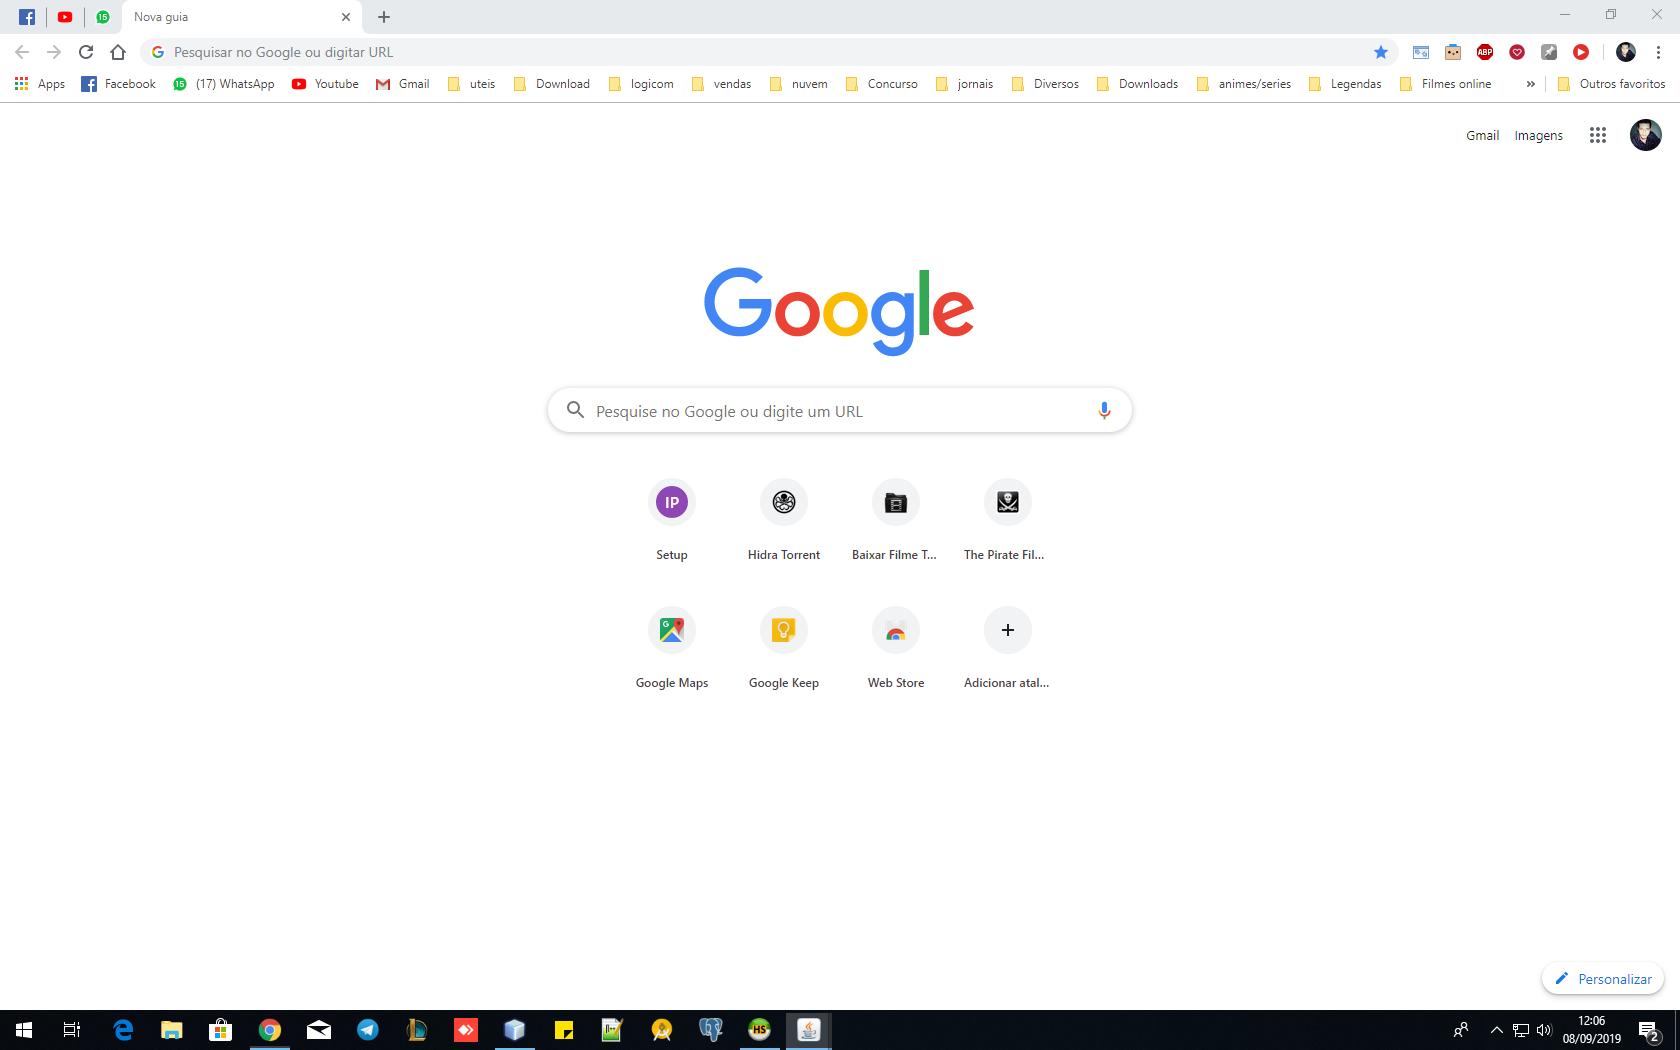 Nova guia
Pesquisar no Google ou digitar URL
ABP
Apps Facebook 15 (17) WhatsApp Youtube Gmail uteis Download logicom vendas nuvem Concurso jornais Diversos Downloads animes/series Legendas Filmes online » Outros favoritos
Gmail Imagens
Google
Pesquise no Google ou digite um URL
IP
Setup Hidra Torrent Baixar Filme T... The Pirate Fil...
Google Maps Google Keep Web Store Adicionar atal...
Personalizar
HS
12:06
08/09/2019
2